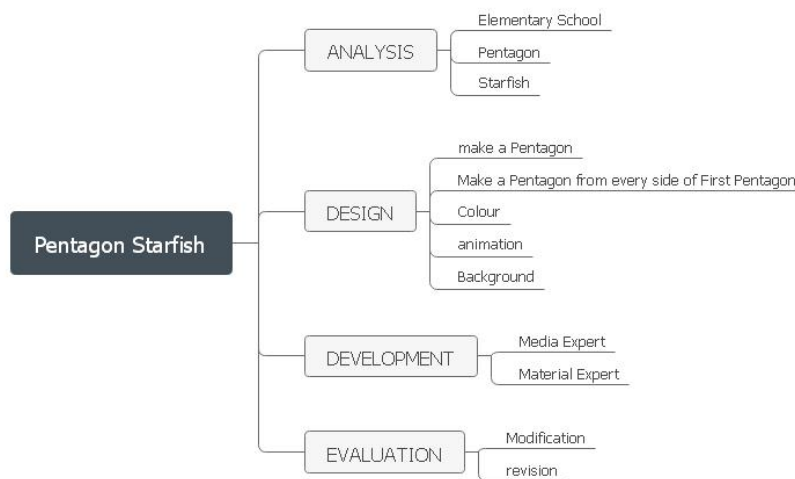 Pentagon Starfish
ANALYSIS
Elementary School
Pentagon
Starfish
DESIGN
make a Pentagon
Make a Pentagon from every side of First Pentagon
Colour
animation
Background
DEVELOPMENT
Media Expert
Material Expert
EVALUATION
Modification
revision